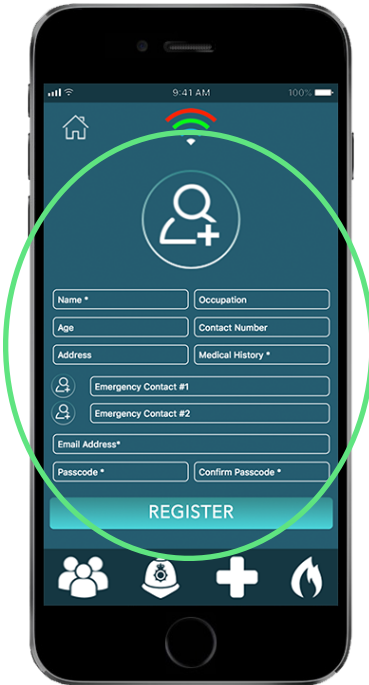 9:41 AM 100%
Name * Occupation
Age Contact Number
Address Medical History *
Emergency Contact #1
Emergency Contact #2
Email Address*
Passcode * Confirm Passcode *
REGISTER